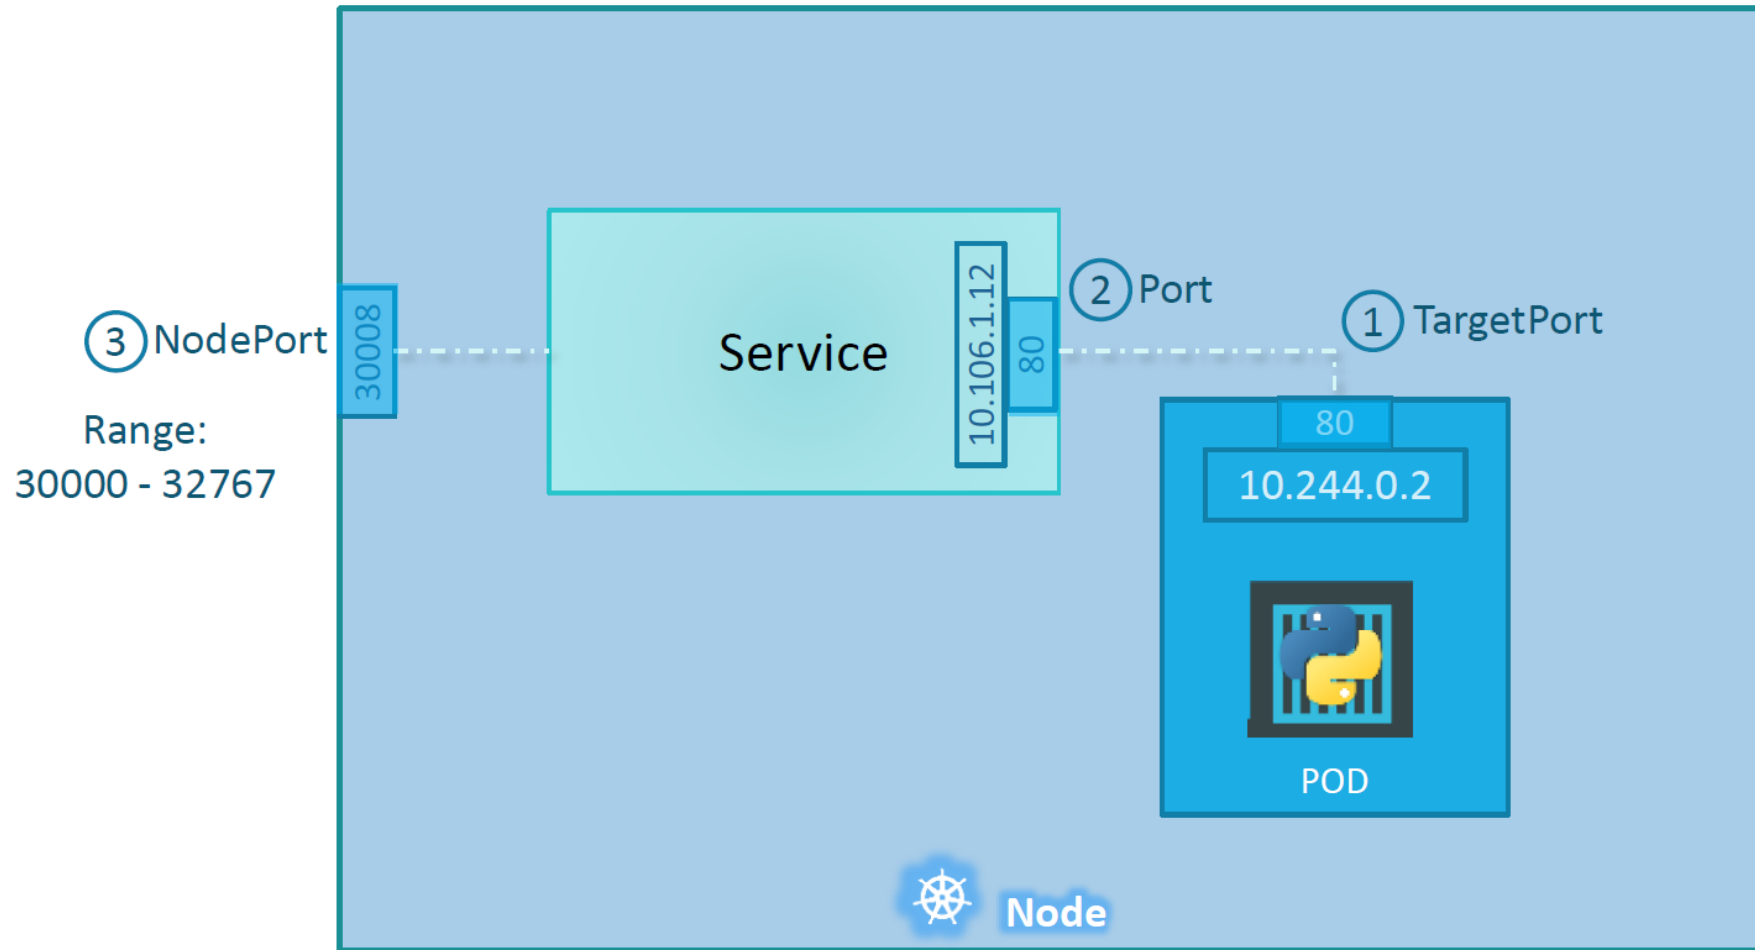 3 NodePort
Range:
30000 - 32767
30008
Service
10.106.1.12
80
2 Port
1 TargetPort
80
10.244.0.2
POD
Node